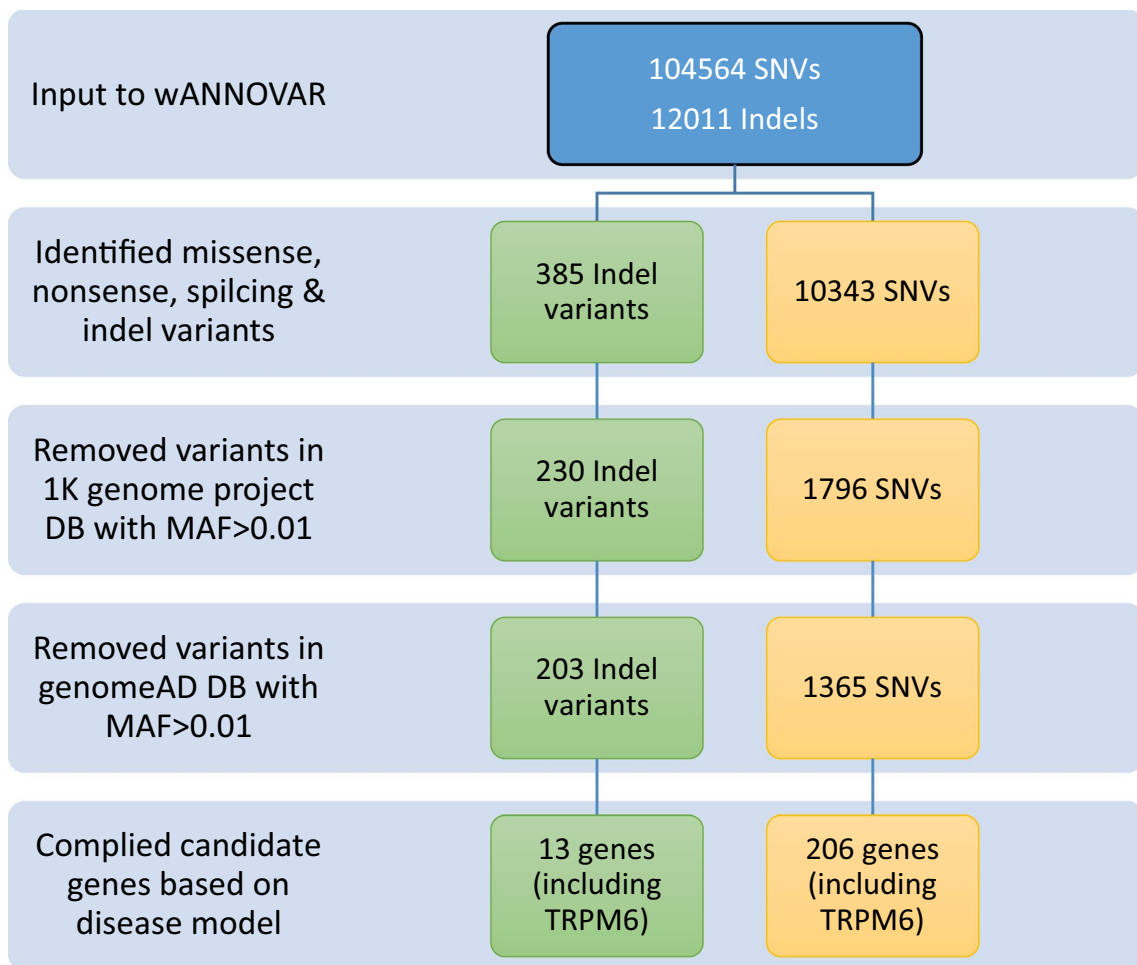 Input to wANNOVAR
104564 SNVs
12011 Indels
Identified missense,
nonsense, spilcing &
indel variants
385 Indel
variants
10343 SNVs
Removed variants in
1K genome project
DB with MAF>0.01
230 Indel
variants
1796 SNVs
Removed variants in
genomeAD DB with
MAF>0.01
203 Indel
variants
1365 SNVs
Complied candidate
genes based on
disease model
13 genes
(including
TRPM6)
206 genes
(including
TRPM6)